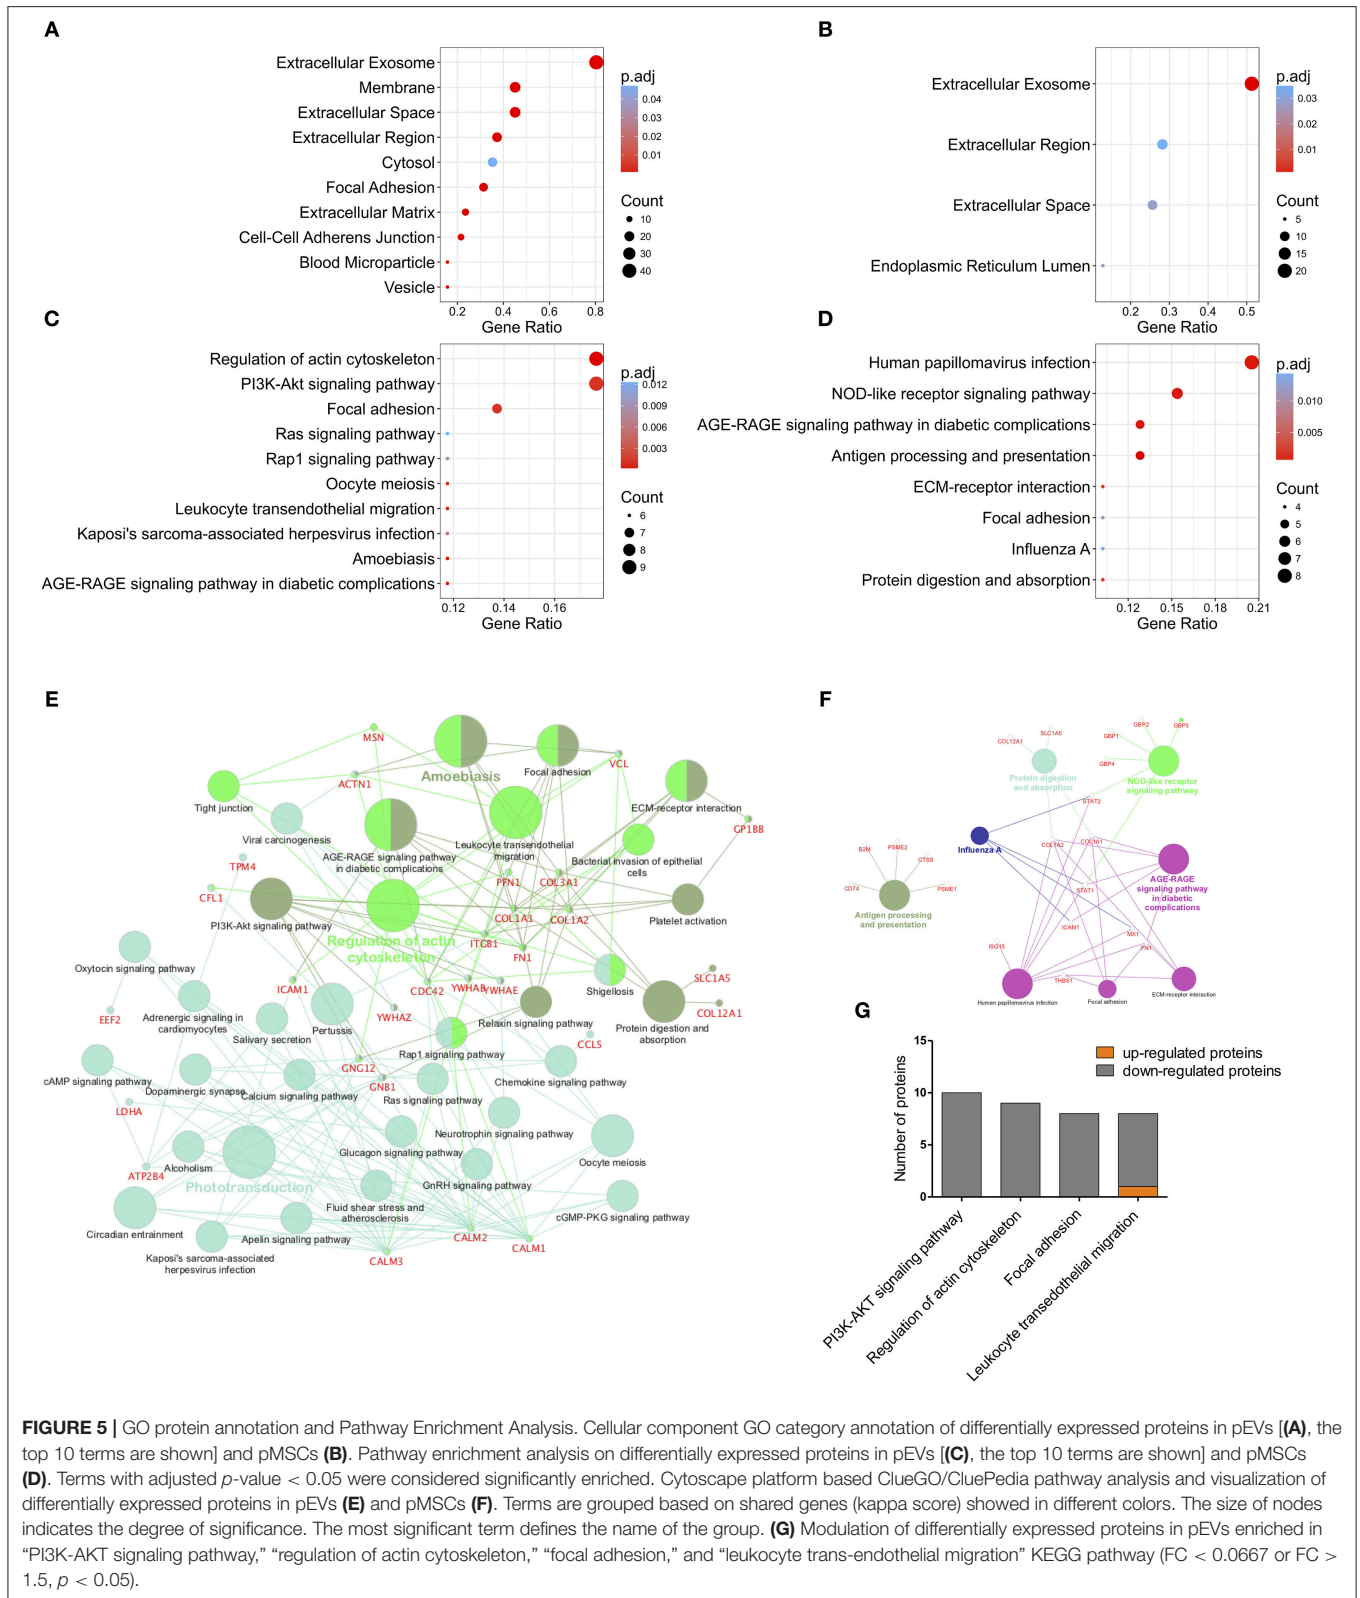 A
Extracellular Exosome
Membrane
Extracellular Space
Extracellular Region
Cytosol
Focal Adhesion
Extracellular Matrix
Cell-Cell Adherens Junction
Blood Microparticle
Vesicle
0.2 0.4 0.6 0.8
Gene Ratio
p.adj
0.04
0.03
0.02
0.01
Count
10
20
30
40
B
Extracellular Exosome
Extracellular Region
Extracellular Space
Endoplasmic Reticulum Lumen
0.2 0.3 0.4 0.5
Gene Ratio
p.adj
0.03
0.02
0.01
Count
5
10
15
20
C
Regulation of actin cytoskeleton
PI3K-Akt signaling pathway
Focal adhesion
Ras signaling pathway
Rap1 signaling pathway
Oocyte meiosis
Leukocyte transendothelial migration
Kaposi's sarcoma-associated herpesvirus infection
Amoebiasis
AGE-RAGE signaling pathway in diabetic complications
0.12 0.14 0.16
Gene Ratio
p.adj
0.012
0.009
0.006
0.003
Count
6
7
8
9
D
Human papillomavirus infection
NOD-like receptor signaling pathway
AGE-RAGE signaling pathway in diabetic complications
Antigen processing and presentation
ECM-receptor interaction
Focal adhesion
Influenza A
Protein digestion and absorption
0.12 0.15 0.18 0.21
Gene Ratio
p.adj
0.010
0.005
Count
4
5
6
7
8
E
MSN
ACTN1
Amoebiasis
Focal adhesion
VCL
Tight junction
Viral carcinogenesis
ECM-receptor interaction
GP1BB
TPM4
AGE-RAGE signaling pathway
in diabetic complications
Leukocyte transendothelial
migration
Bacterial invasion of epithelial
cells
CFL1
PFN1
COL3A1
PI3K-Akt signaling pathway
COL1A1
COL1A2
Platelet activation
Regulation of actin
cytoskeleton
ITGB1
FN1
Oxytocin signaling pathway
ICAM1
CDC42
YWHAB
YWHAE
Shigellosis
SLC1A5
COL12A1
EEF2
Adrenergic signaling in
cardiomyocytes
Salivary secretion
Pertussis
YWHAZ
Relaxin signaling pathway
Protein digestion and
absorption
Rap1 signaling pathway
CCL5
cAMP signaling pathway
Dopaminergic synapse
Calcium signaling pathway
GNG12
GNB1
Ras signaling pathway
Chemokine signaling pathway
LDHA
Neurotrophin signaling pathway
Alcoholism
Glucagon signaling pathway
Oocyte meiosis
ATP2B4
Phototransduction
GnRH signaling pathway
Fluid shear stress and
atherosclerosis
cGMP-PKG signaling pathway
Circadian entrainment
Apelin signaling pathway
CALM2
CALM1
Kaposi's sarcoma-associated
herpesvirus infection
CALM3
F
COL12A1
SLC1A5
GBP2
GBP5
GBP1
GBP4
Protein digestion
and absorption
NOD-like receptor
signaling pathway
STAT2
Influenza A
COL1A2
COL1A1
B2M
PSME2
CTSS
CD74
PSME1
Antigen processing
and presentation
AGE-RAGE
signaling pathway
in diabetic
complications
STAT1
ICAM1
MX1
FN1
ISG15
THBS1
Human papillomavirus infection
Focal adhesion
ECM-receptor interaction
G
Number of proteins
15
10
5
0
up-regulated proteins
down-regulated proteins
PI3K-AKT signaling pathway
Regulation of actin cytoskeleton
Focal adhesion
Leukocyte transedothelial migration
FIGURE 5 | GO protein annotation and Pathway Enrichment Analysis. Cellular component GO category annotation of differentially expressed proteins in pEVs [(A), the
top 10 terms are shown] and pMSCs (B). Pathway enrichment analysis on differentially expressed proteins in pEVs [(C), the top 10 terms are shown] and pMSCs
(D). Terms with adjusted p-value < 0.05 were considered significantly enriched. Cytoscape platform based ClueGO/CluePedia pathway analysis and visualization of
differentially expressed proteins in pEVs (E) and pMSCs (F). Terms are grouped based on shared genes (kappa score) showed in different colors. The size of nodes
indicates the degree of significance. The most significant term defines the name of the group. (G) Modulation of differentially expressed proteins in pEVs enriched in
“PI3K-AKT signaling pathway,” “regulation of actin cytoskeleton,” “focal adhesion,” and “leukocyte trans-endothelial migration” KEGG pathway (FC < 0.0667 or FC >
1.5, p < 0.05).